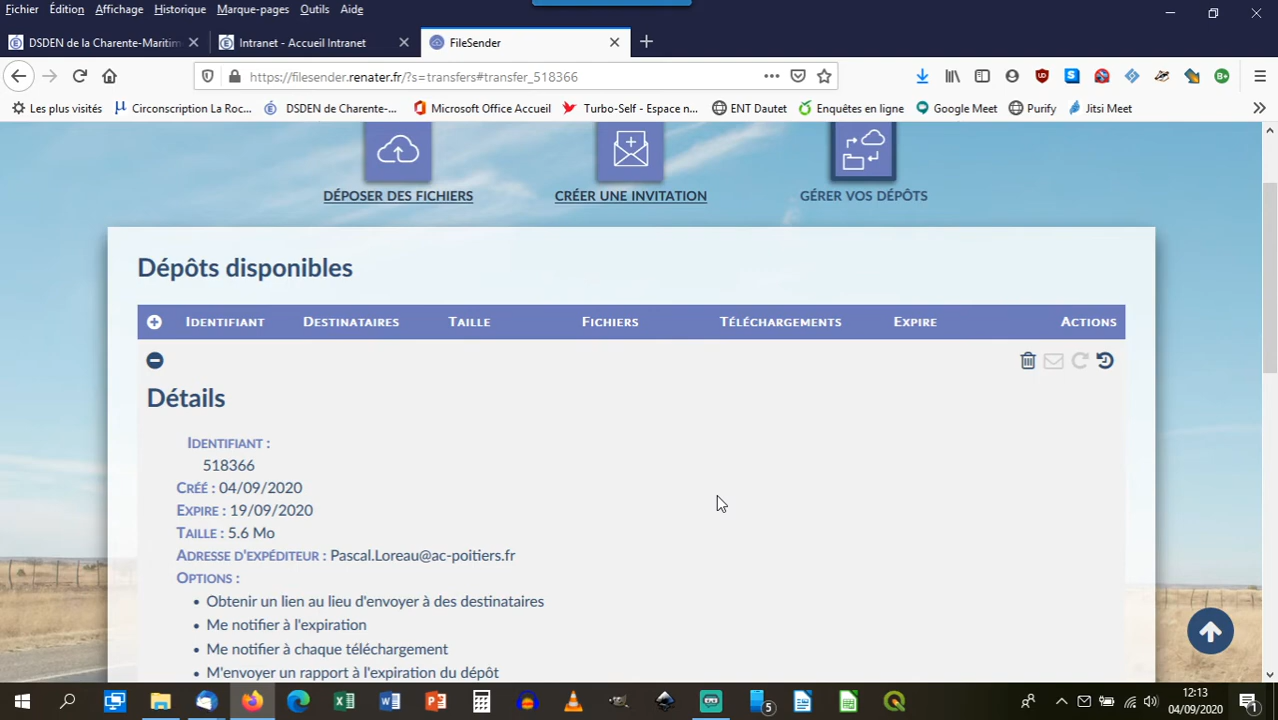 Fichier Édition Affichage Historique Marque-pages Outils Aide
DSDEN de la Charente-Maritim Intranet - Accueil Intranet FileSender
https://filesender.renater.fr/?s=transfers#transfer_518366
Les plus visités Circonscription La Roc... DSDEN de Charente-... Microsoft Office Accueil Turbo-Self - Espace n... ENT Dautet Enquêtes en ligne Google Meet Purify Jitsi Meet
DÉPOSER DES FICHIERS CRÉER UNE INVITATION GÉRER VOS DÉPÔTS
Dépôts disponibles
IDENTIFIANT DESTINATAIRES TAILLE FICHIERS TÉLÉCHARGEMENTS EXPIRE ACTIONS
Détails
IDENTIFIANT :
518366
CRÉÉ : 04/09/2020
EXPIRE : 19/09/2020
TAILLE : 5.6 Mo
ADRESSE D'EXPÉDITEUR : Pascal.Loreau@ac-poitiers.fr
OPTIONS :
• Obtenir un lien au lieu d'envoyer à des destinataires
• Me notifier à l'expiration
• Me notifier à chaque téléchargement
• M'envoyer un rapport à l'expiration du dépôt
5
12:13
04/09/2020
1